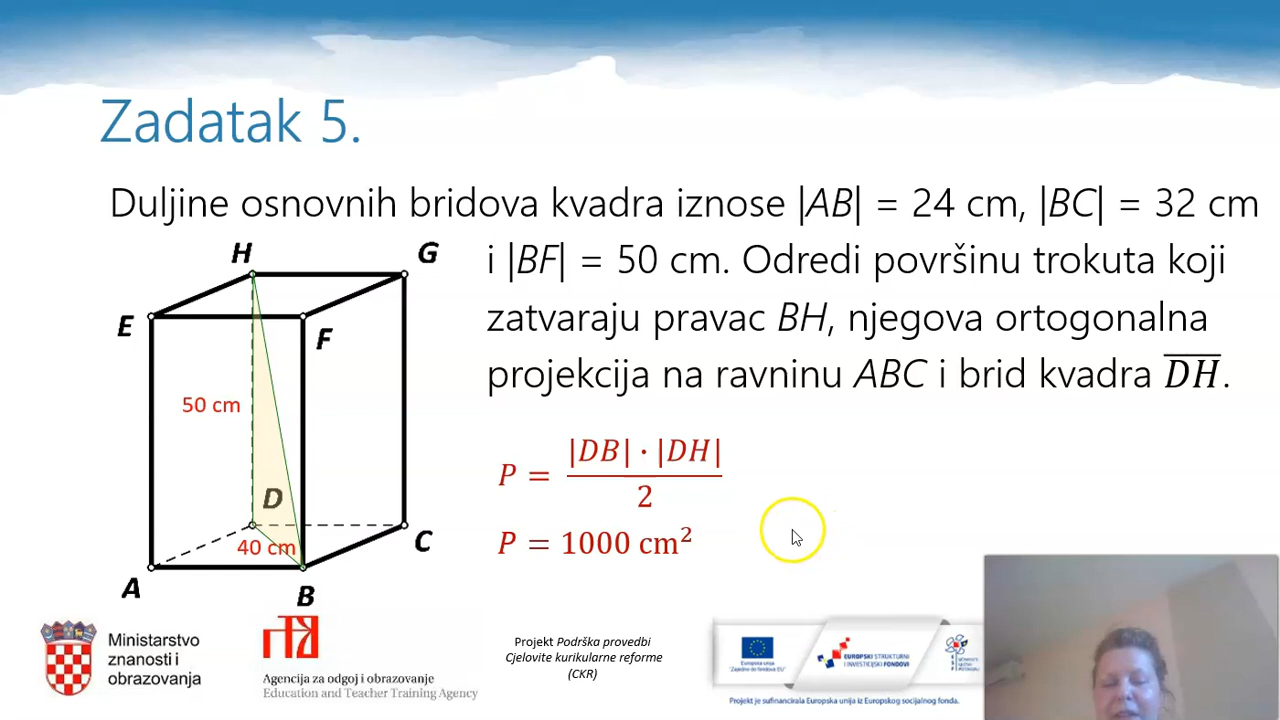 Zadatak 5.
Duljine osnovnih bridova kvadra iznose |AB| = 24 cm, |BC| = 32 cm
i |BF| = 50 cm. Odredi površinu trokuta koji
zatvaraju pravac BH, njegova ortogonalna
projekcija na ravninu ABC i brid kvadra \overline{DH}.
H
G
E
F
50 cm
D
40 cm
C
A
B
P = \frac{|DB| · |DH|}{2}
P = 1000 cm²
Ministarstvo
znanosti i
obrazovanja
Agencija za odgoj i obrazovanje
Education and Teacher Training Agency
Projekt Podrška provedbi
Cjelovite kurikularne reforme
(CKR)
Europska unija
"Zajedno do fondova EU"
EUROPSKI STRUKTURNI
I INVESTICIJSKI FONDOVI
Projekt je sufinancirala Europska unija iz Europskog socijalnog fonda.